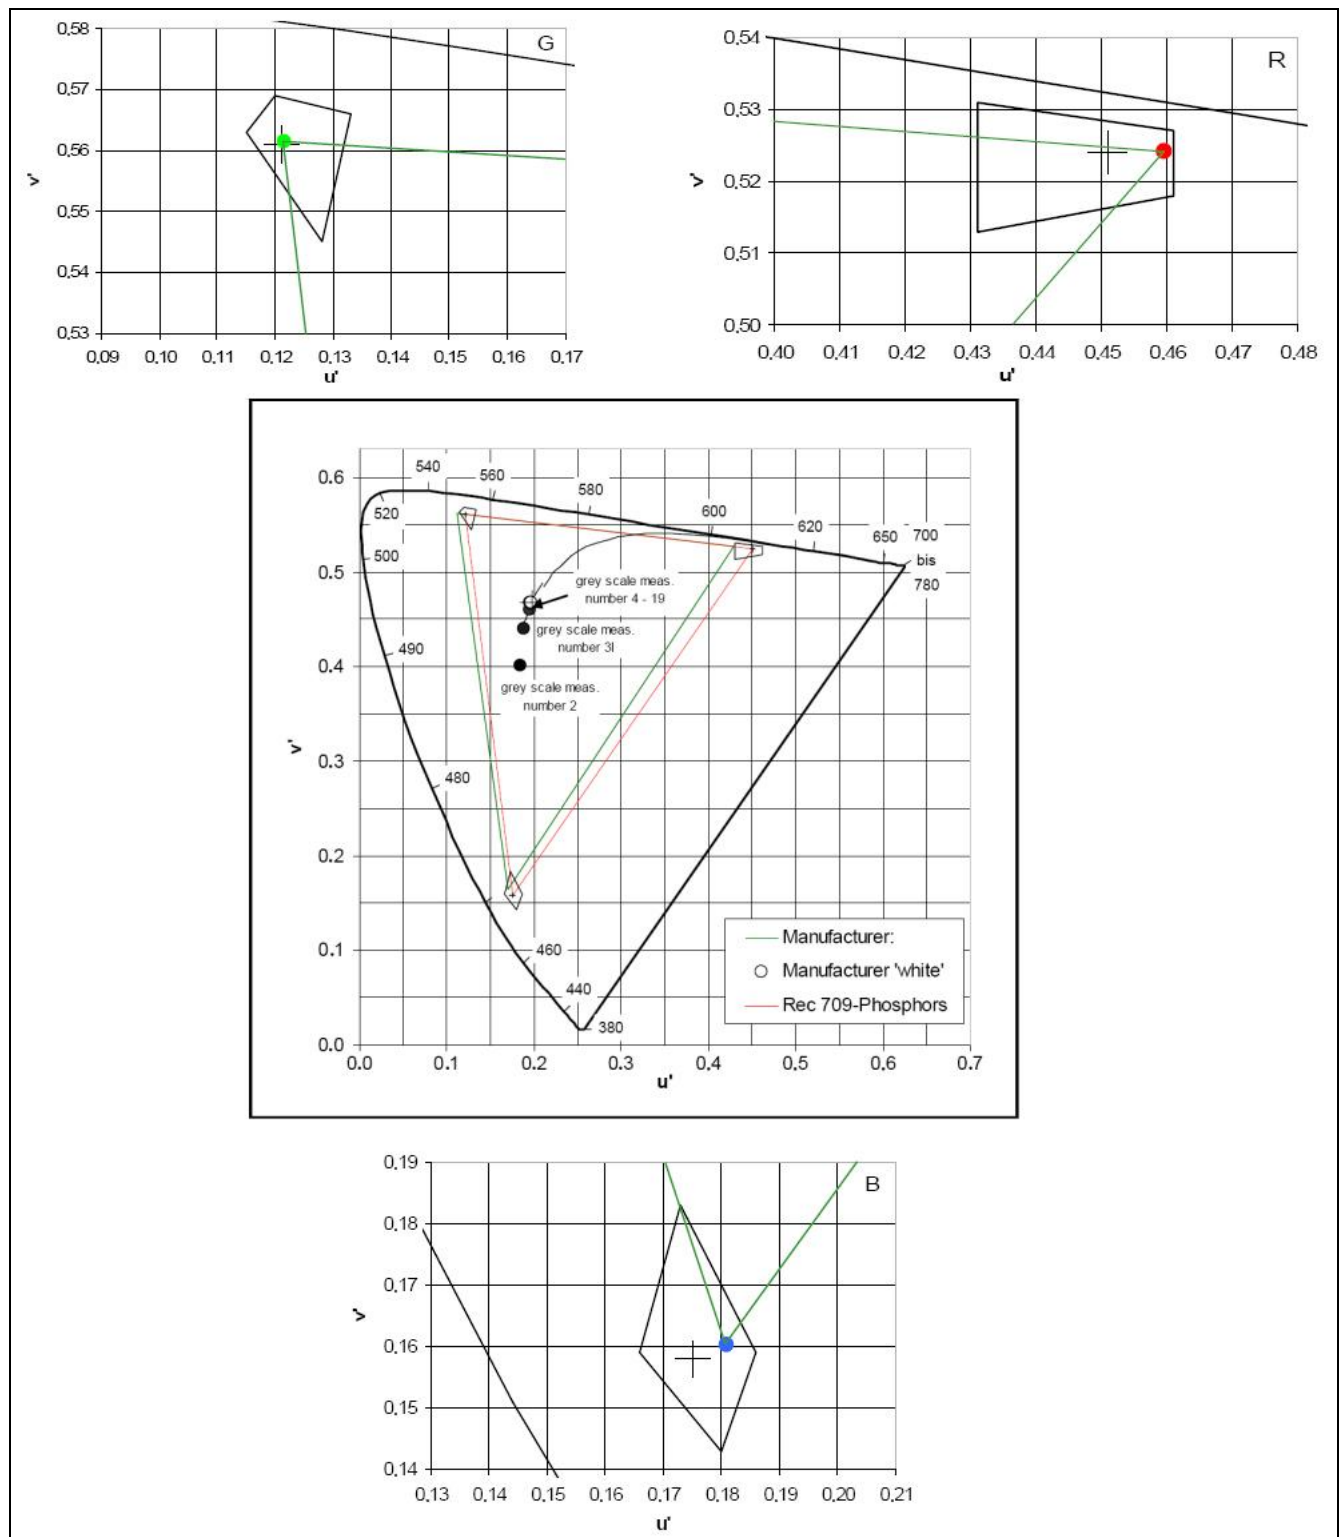 0,58
0,57
0,56
0,55
0,54
0,53
v'
G
0,09 0,10 0,11 0,12 0,13 0,14 0,15 0,16 0,17
u'
0,54
0,53
0,52
0,51
0,50
v'
R
0,40 0,41 0,42 0,43 0,44 0,45 0,46 0,47 0,48
u'
0.6
0.5
0.4
0.3
0.2
0.1
0.0
v'
540
560
580
600
620
650
700
bis
780
520
500
490
480
460
440
380
grey scale meas.
number 4 - 19
grey scale meas.
number 3l
grey scale meas.
number 2
Manufacturer:
Manufacturer 'white'
Rec 709-Phosphors
0.0 0.1 0.2 0.3 0.4 0.5 0.6 0.7
u'
0,19
0,18
0,17
0,16
0,15
0,14
v'
B
0,13 0,14 0,15 0,16 0,17 0,18 0,19 0,20 0,21
u'